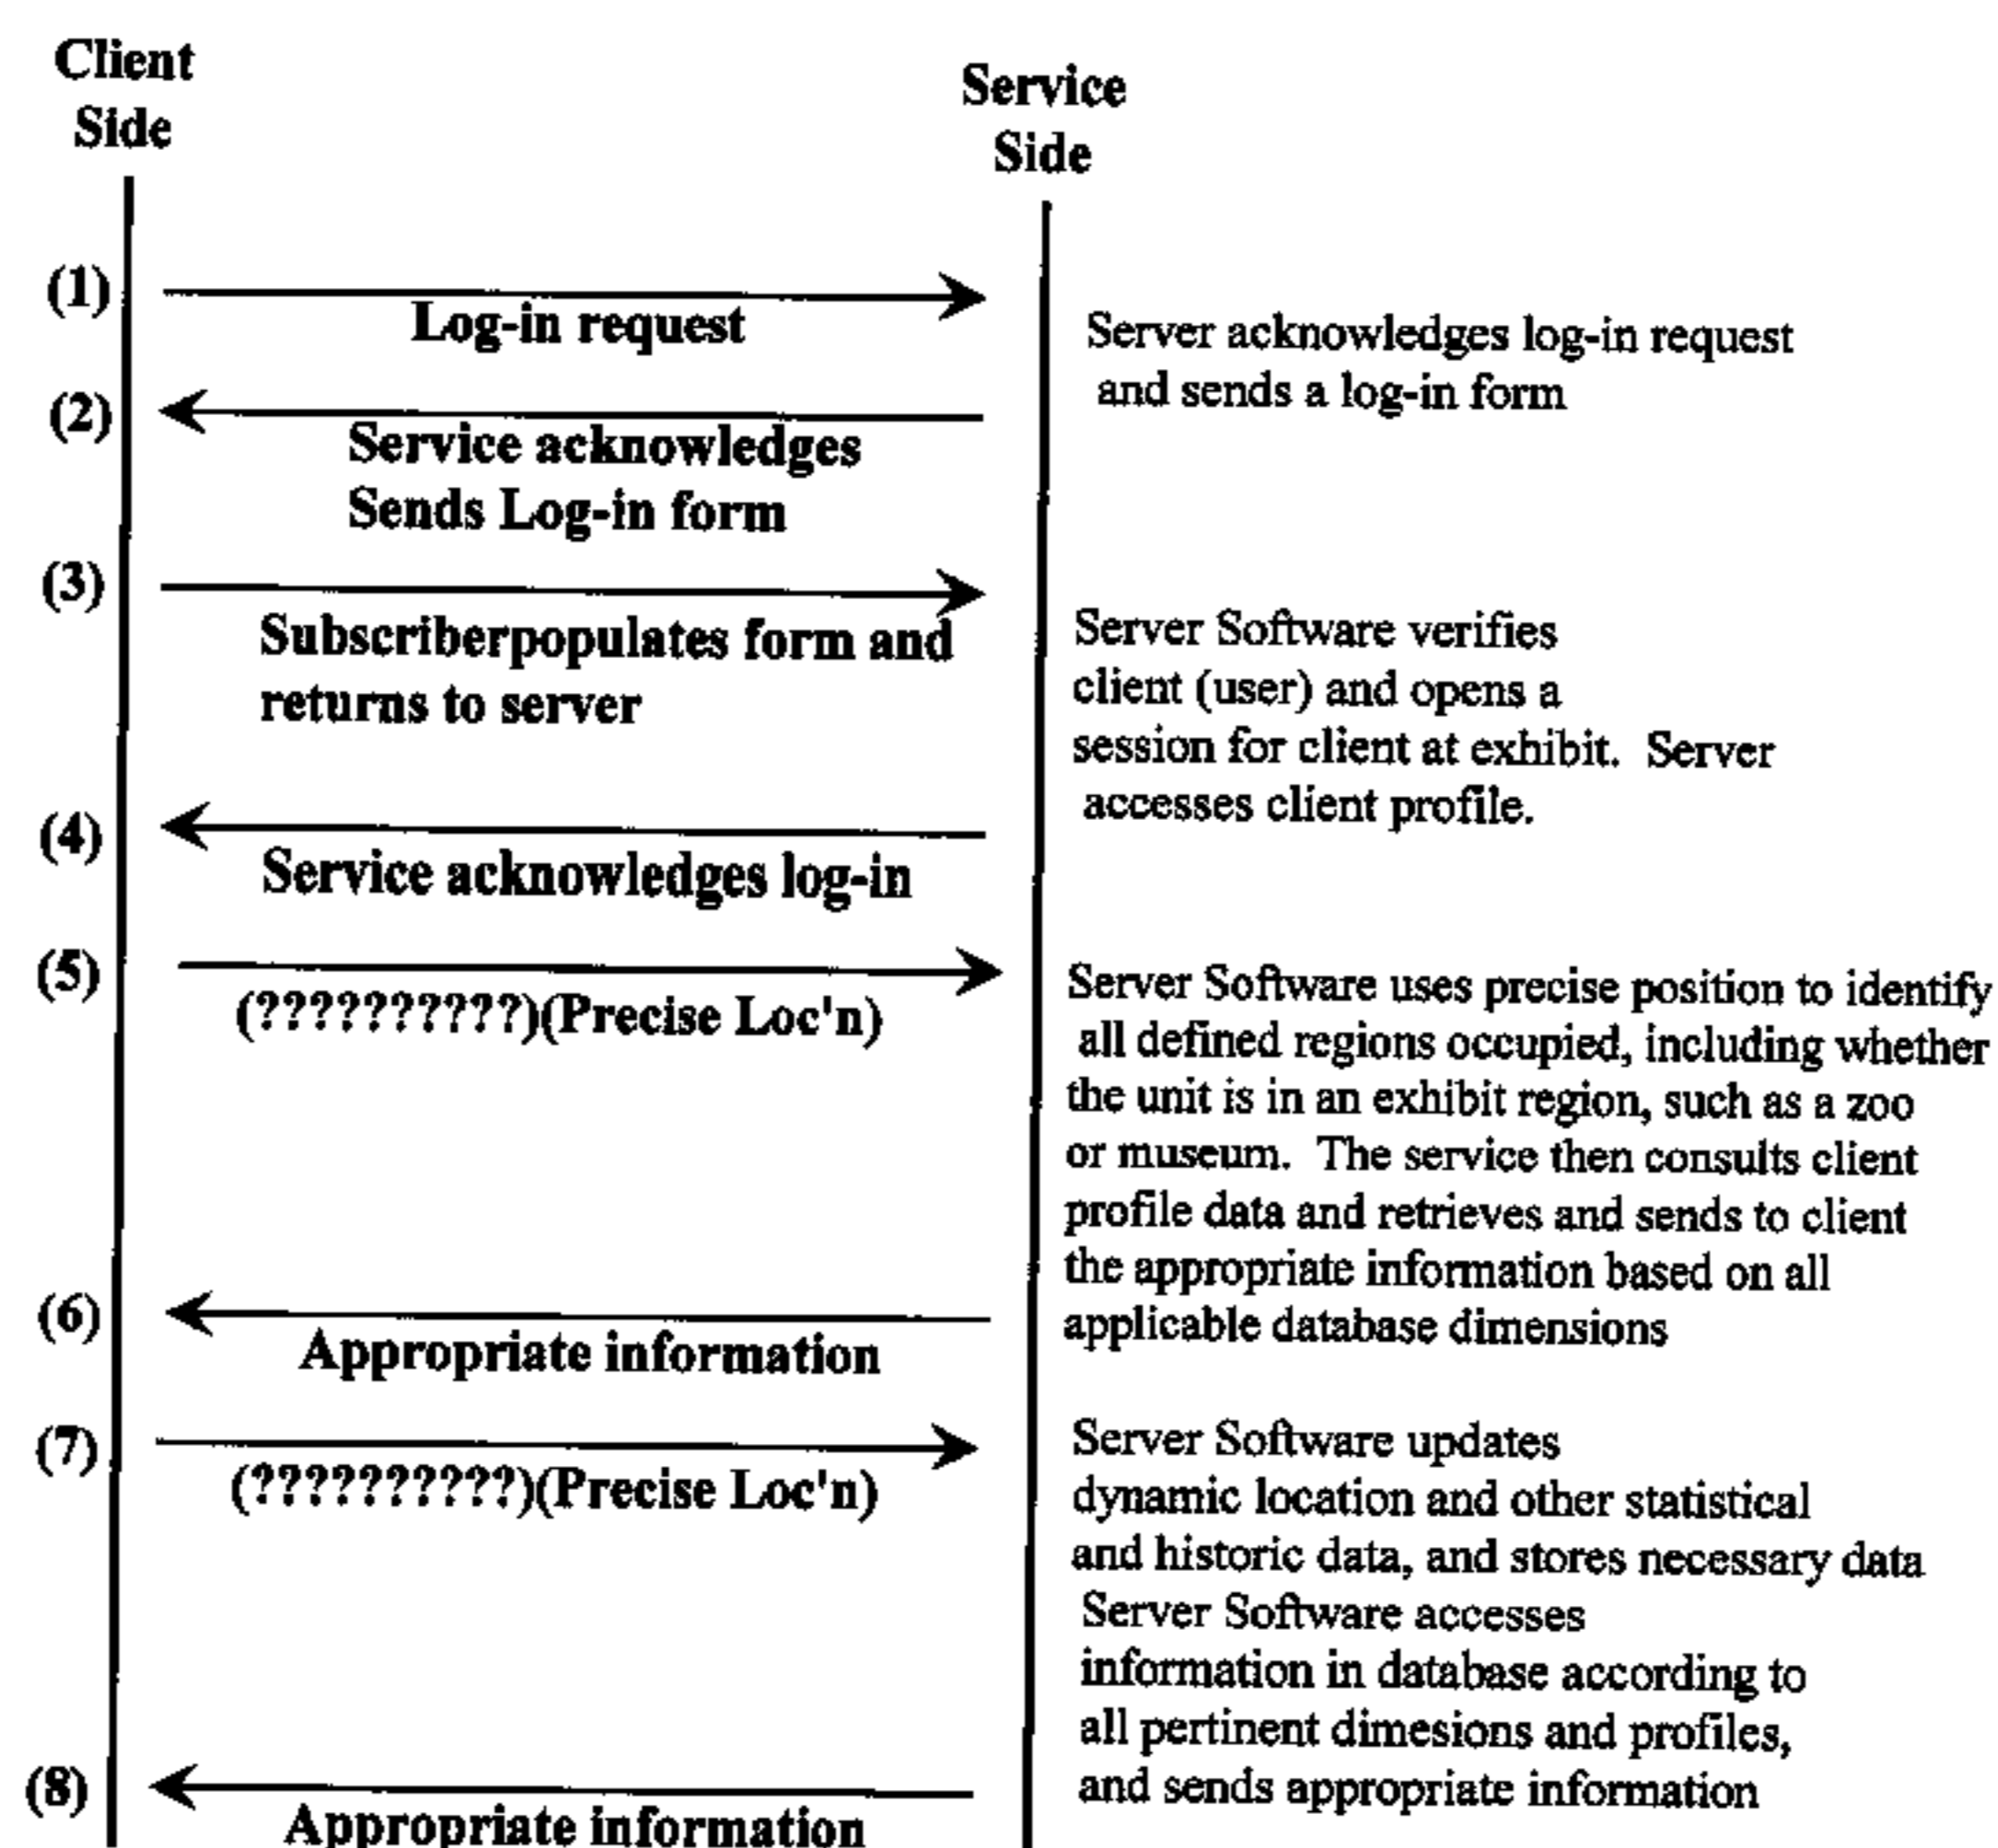 Client
Side
Service
Side
(1)
Log-in request
Server acknowledges log-in request
and sends a log-in form
(2)
Service acknowledges
Sends Log-in form
(3)
Subscriberpopulates form and
returns to server
Server Software verifies
client (user) and opens a
session for client at exhibit. Server
accesses client profile.
(4)
Service acknowledges log-in
(5)
(??????????)(Precise Loc'n)
Server Software uses precise position to identify
all defined regions occupied, including whether
the unit is in an exhibit region, such as a zoo
or museum. The service then consults client
profile data and retrieves and sends to client
the appropriate information based on all
applicable database dimensions
(6)
Appropriate information
(7)
(??????????)(Precise Loc'n)
Server Software updates
dynamic location and other statistical
and historic data, and stores necessary data
Server Software accesses
information in database according to
all pertinent dimesions and profiles,
and sends appropriate information
(8)
Appropriate information